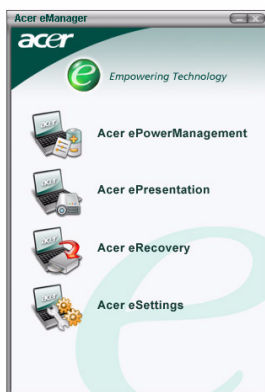 Acer eManager
acer
e
Empowering Technology
Acer ePowerManagement
Acer ePresentation
Acer eRecovery
Acer eSettings